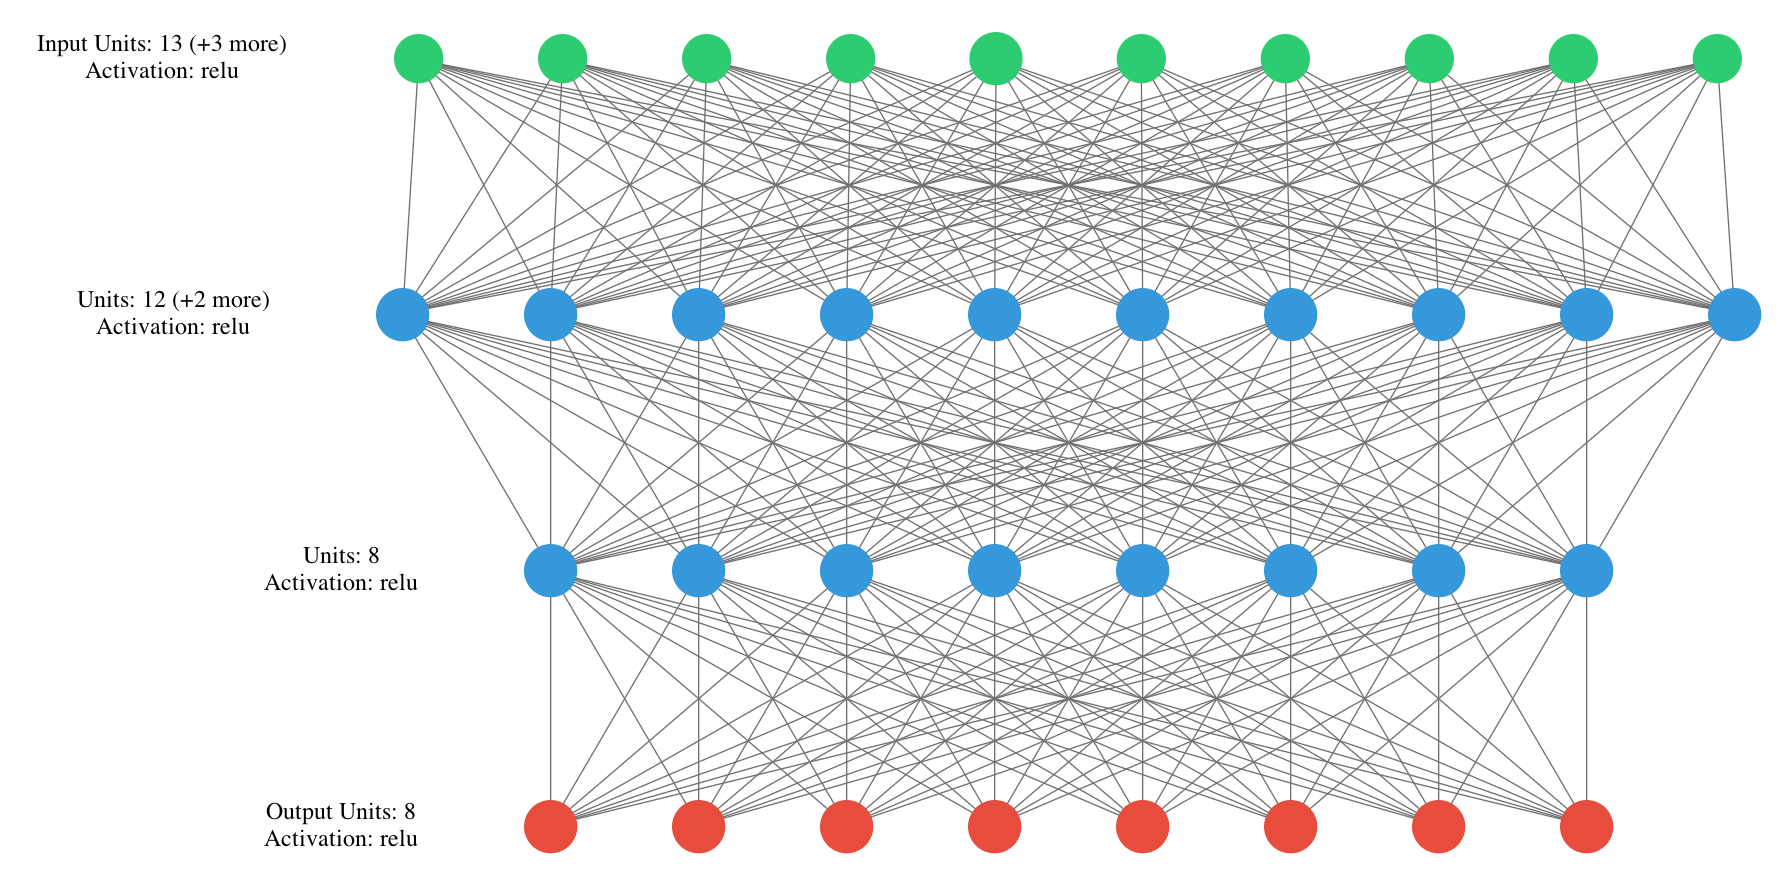 Input Units: 13 (+3 more)
Activation: relu
Units: 12 (+2 more)
Activation: relu
Units: 8
Activation: relu
Output Units: 8
Activation: relu